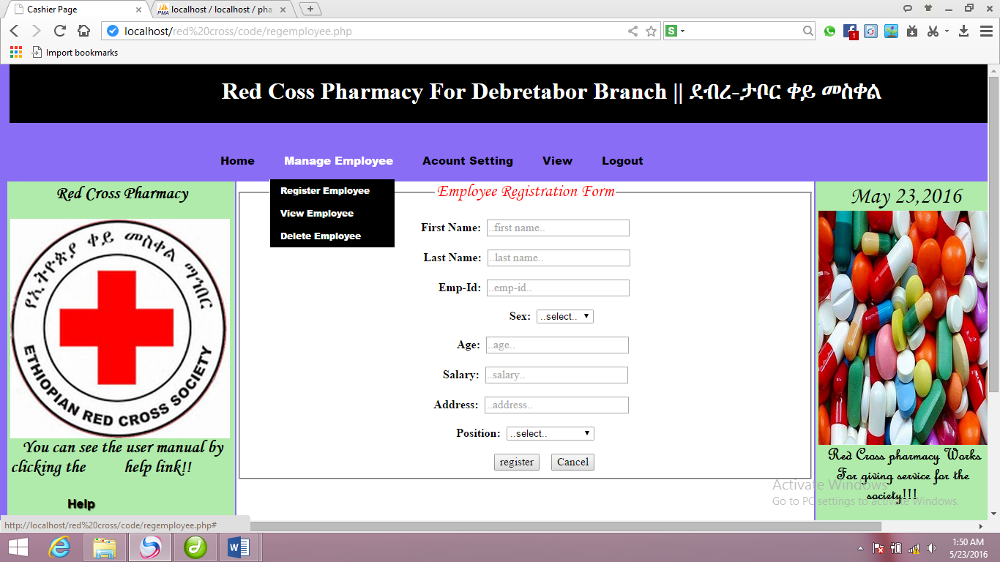 Cashier Page
localhost / localhost / pha
PMA
localhost/red%20cross/code/regemployee.php
S
1
Import bookmarks
Red Coss Pharmacy For Debretabor Branch || ደብረ-ታቦር ቀይ መስቀል
Home Manage Employee Acount Setting View Logout
Register Employee
View Employee
Delete Employee
Red Cross Pharmacy
የኢትዮጵያ ቀይ መስቀል ማኅበር
ETHIOPIAN RED CROSS SOCIETY
You can see the user manual by
clicking the help link!!
Help
Employee Registration Form
First Name: ..first name..
Last Name: ..last name..
Emp-Id: ..emp-id..
Sex: ..select..
Age: ..age..
Salary: ..salary..
Address: ..address..
Position: ..select..
register Cancel
May 23,2016
Red Cross pharmacy Works
For giving service for the
society!!!
Activate Windows
Go to PC settings to activate Windows.
http://localhost/red%20cross/code/regemployee.php#
1:50 AM
5/23/2016